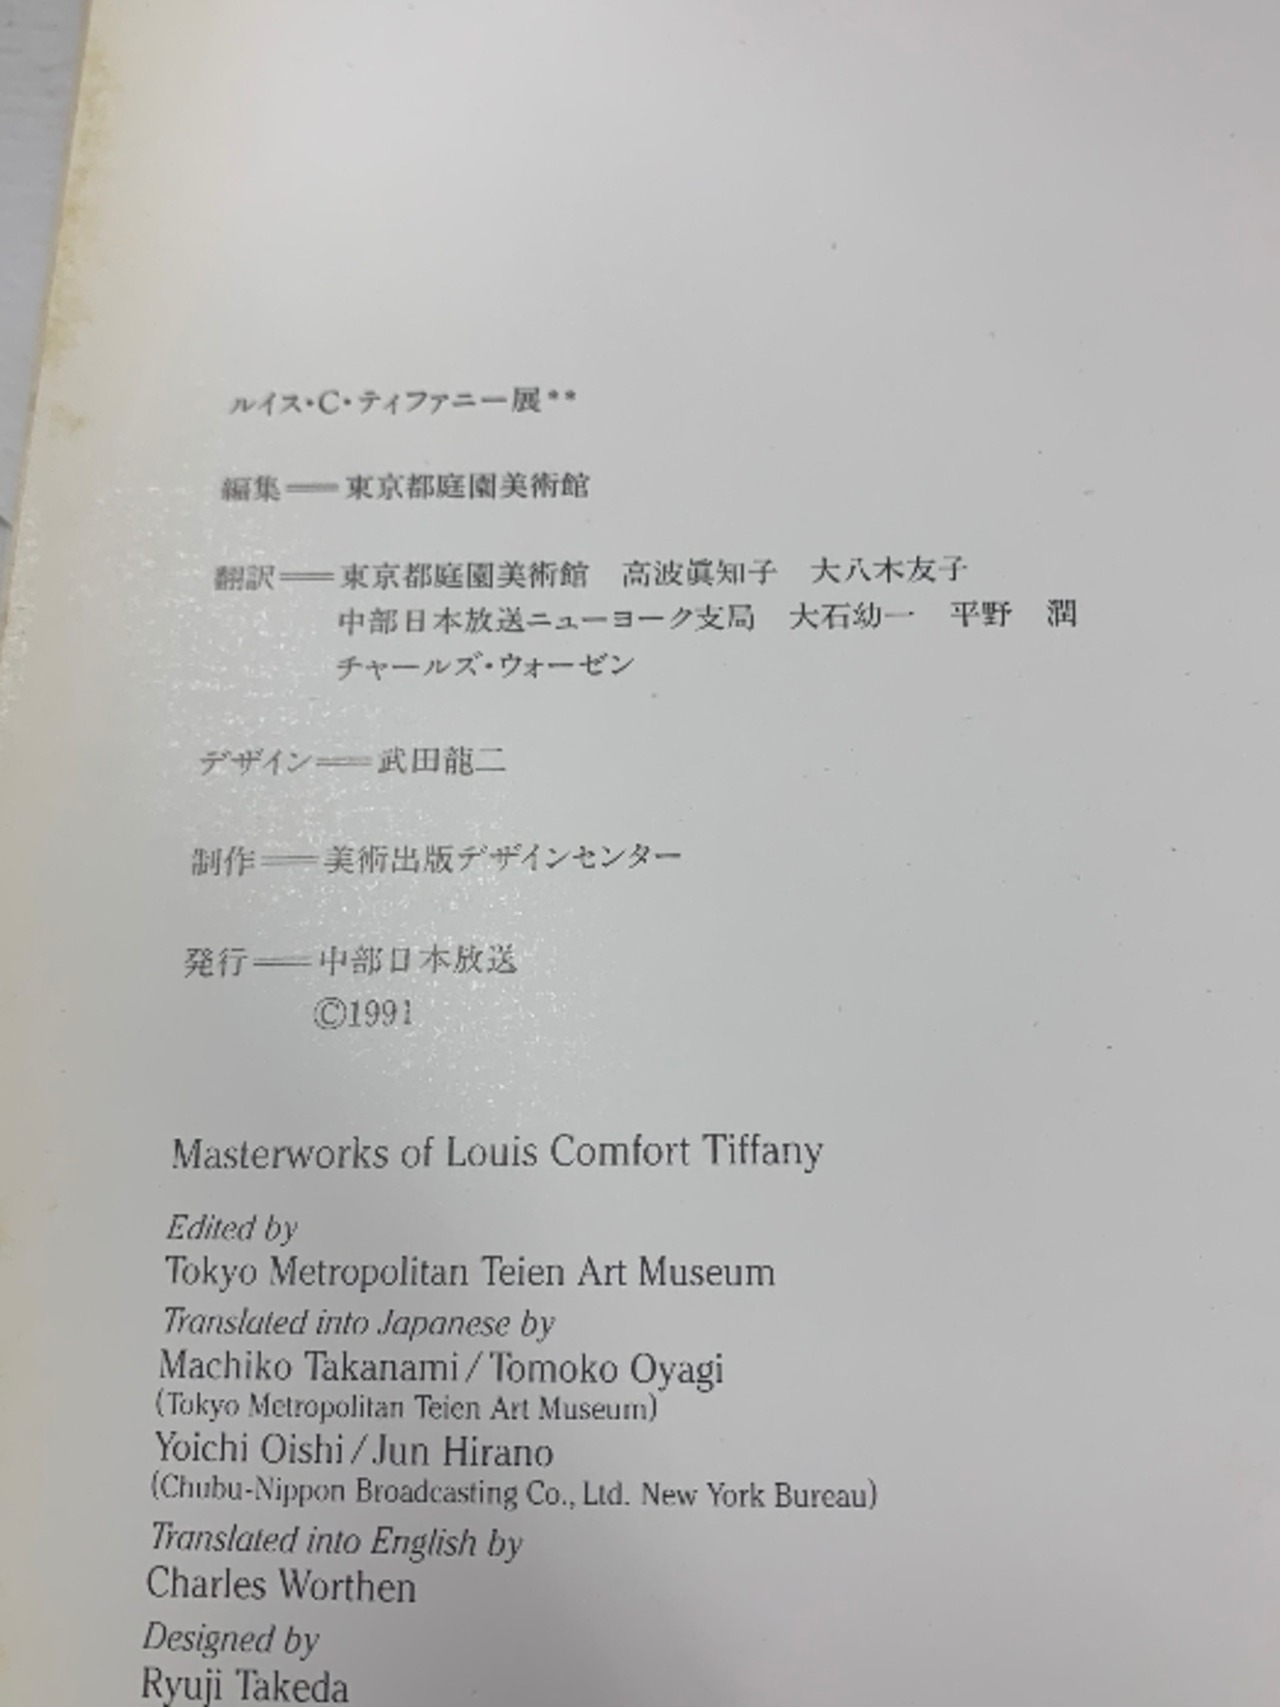 ルイス・C・ティファニー展**
編集══東京都庭園美術館
翻訳══東京都庭園美術館　高波眞知子　大八木友子
中部日本放送ニューヨーク支局　大石幼一　平野　潤
チャールズ・ウォーゼン
デザイン══武田龍二
制作══美術出版デザインセンター
発行══中部日本放送
©1991
Masterworks of Louis Comfort Tiffany
Edited by
Tokyo Metropolitan Teien Art Museum
Translated into Japanese by
Machiko Takanami/Tomoko Oyagi
(Tokyo Metropolitan Teien Art Museum)
Yoichi Oishi/Jun Hirano
(Chubu-Nippon Broadcasting Co., Ltd. New York Bureau)
Translated into English by
Charles Worthen
Designed by
Ryuji Takeda